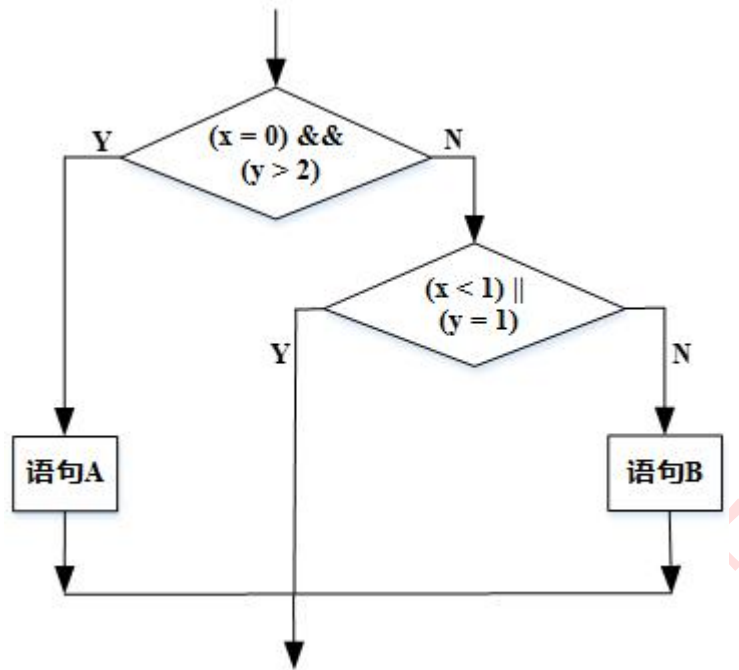 (x = 0) &&
(y > 2)
Y
N
(x < 1) ||
(y = 1)
Y
N
语句A
语句B